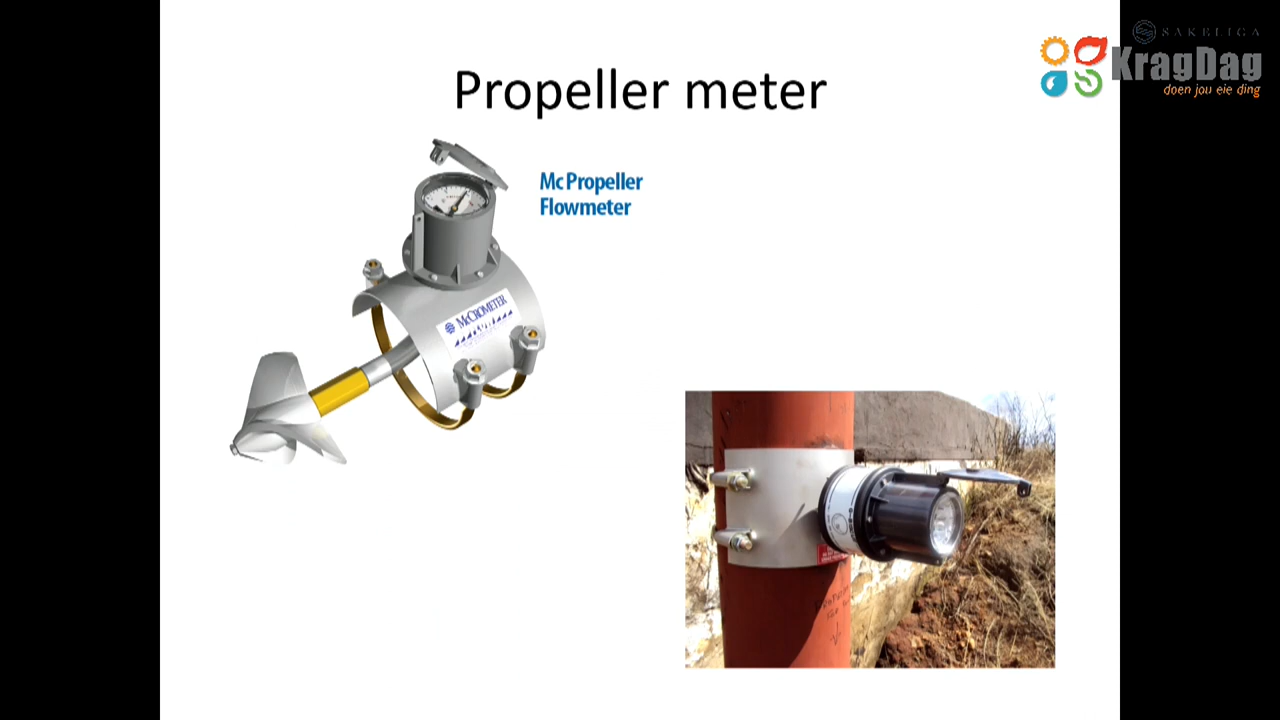 Propeller meter
SAKELIGA
KragDag
doen jou eie ding
Mc Propeller
Flowmeter
McCROMETER